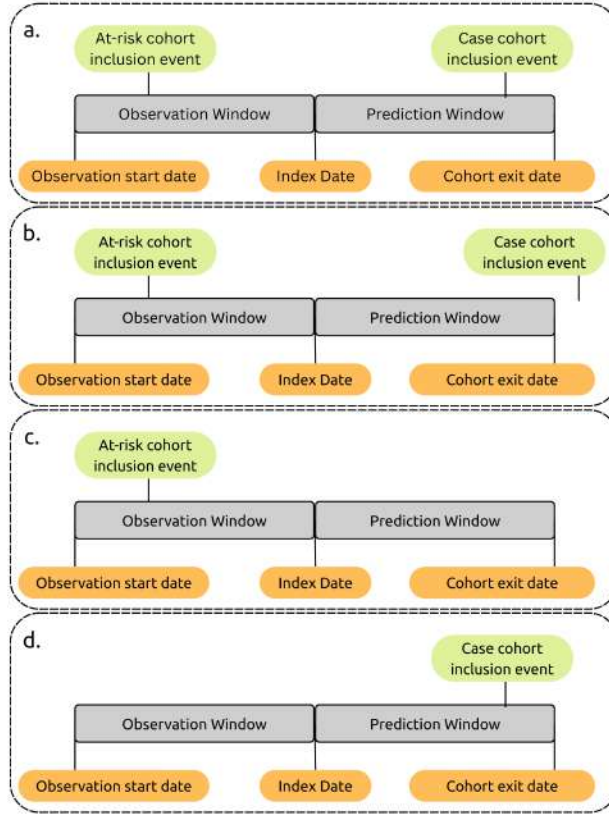 a.
At-risk cohort
inclusion event
Case cohort
inclusion event
Observation Window
Prediction Window
Observation start date
Index Date
Cohort exit date
b.
At-risk cohort
inclusion event
Case cohort
inclusion event
Observation Window
Prediction Window
Observation start date
Index Date
Cohort exit date
c.
At-risk cohort
inclusion event
Observation Window
Prediction Window
Observation start date
Index Date
Cohort exit date
d.
Case cohort
inclusion event
Observation Window
Prediction Window
Observation start date
Index Date
Cohort exit date